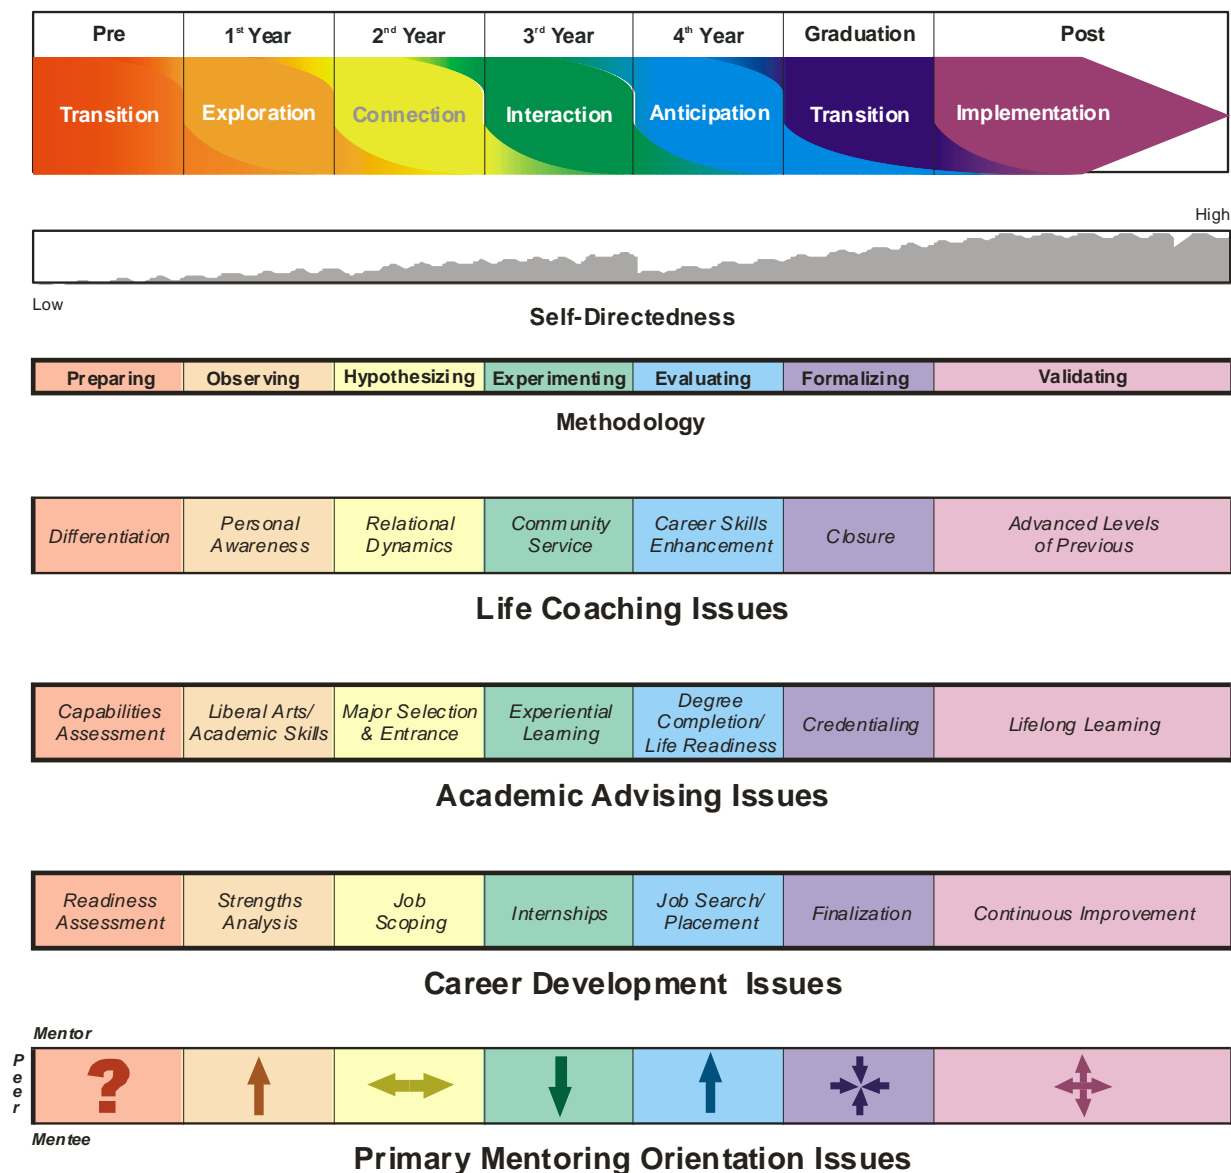 Pre 1st Year 2nd Year 3rd Year 4th Year Graduation Post
Transition Exploration Connection Interaction Anticipation Transition Implementation
High
Low
Self-Directedness
Preparing Observing Hypothesizing Experimenting Evaluating Formalizing Validating
Methodology
Differentiation
Personal
Awareness
Relational
Dynamics
Community
Service
Career Skills
Enhancement
Closure
Advanced Levels
of Previous
Life Coaching Issues
Capabilities
Assessment
Liberal Arts/
Academic Skills
Major Selection
& Entrance
Experiential
Learning
Degree
Completion/
Life Readiness
Credentialing
Lifelong Learning
Academic Advising Issues
Readiness
Assessment
Strengths
Analysis
Job
Scoping
Internships
Job Search/
Placement
Finalization
Continuous Improvement
Career Development Issues
Mentor
Peer
?
Mentee
Primary Mentoring Orientation Issues